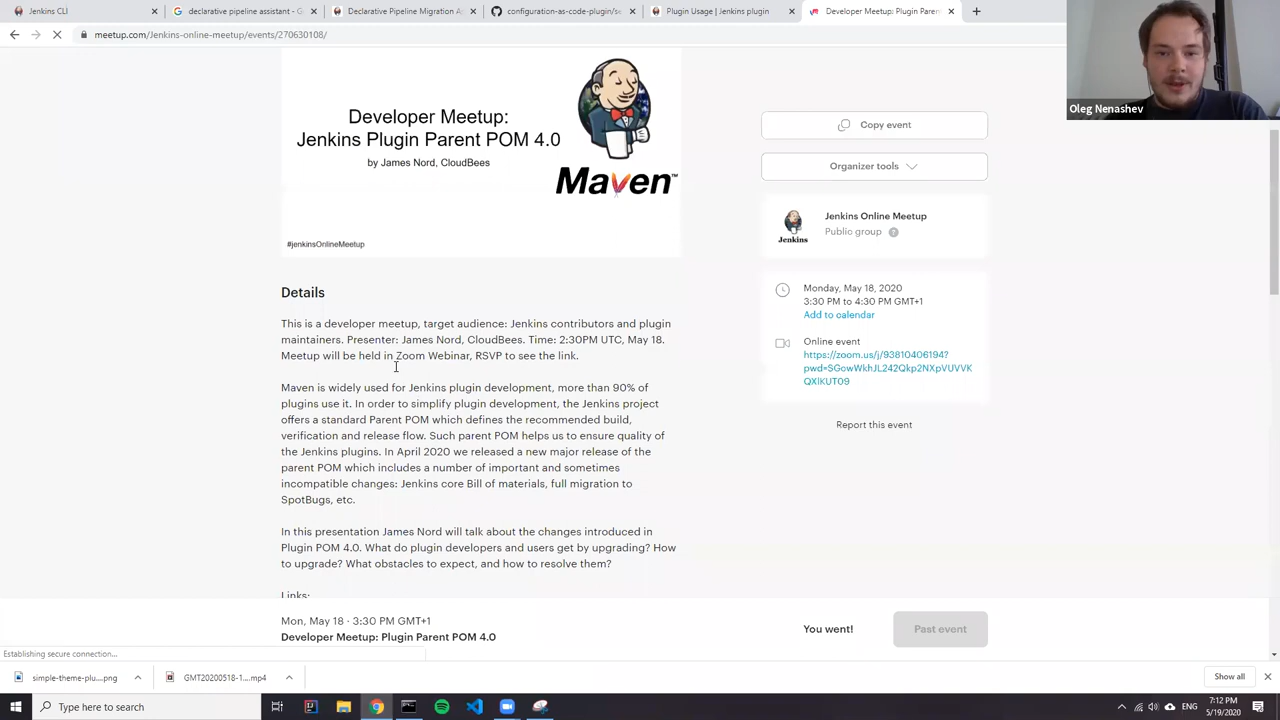 Jenkins CLI
declarative pipeline assistant - G
Declarative Pipeline Migration A
configuration-as-code-plugin/se
Plugin Usage | Jenkins plugin
Developer Meetup: Plugin Paren
meetup.com/Jenkins-online-meetup/events/270630108/
Oleg Nenashev
Developer Meetup:
Jenkins Plugin Parent POM 4.0
by James Nord, CloudBees
Maven™
#jenkinsOnlineMeetup
Copy event
Organizer tools
Jenkins
Jenkins Online Meetup
Public group ?
Monday, May 18, 2020
3:30 PM to 4:30 PM GMT+1
Add to calendar
Online event
https://zoom.us/j/93810406194?
pwd=SGowWkhJL242Qkp2NXpVUVVK
QXlKUT09
Report this event
Details
This is a developer meetup, target audience: Jenkins contributors and plugin
maintainers. Presenter: James Nord, CloudBees. Time: 2:30PM UTC, May 18.
Meetup will be held in Zoom Webinar, RSVP to see the link.
Maven is widely used for Jenkins plugin development, more than 90% of
plugins use it. In order to simplify plugin development, the Jenkins project
offers a standard Parent POM which defines the recommended build,
verification and release flow. Such parent POM helps us to ensure quality of
the Jenkins plugins. In April 2020 we released a new major release of the
parent POM which includes a number of important and sometimes
incompatible changes: Jenkins core Bill of materials, full migration to
SpotBugs, etc.
In this presentation James Nord will talk about the changes introduced in
Plugin POM 4.0. What do plugin developers and users get by upgrading? How
to upgrade? What obstacles to expect, and how to resolve them?
Links:
Mon, May 18 · 3:30 PM GMT+1
Developer Meetup: Plugin Parent POM 4.0
You went!
Past event
Establishing secure connection...
simple-theme-plu....png
GMT20200518-1....mp4
Show all
Type here to search
ENG
7:12 PM
5/19/2020